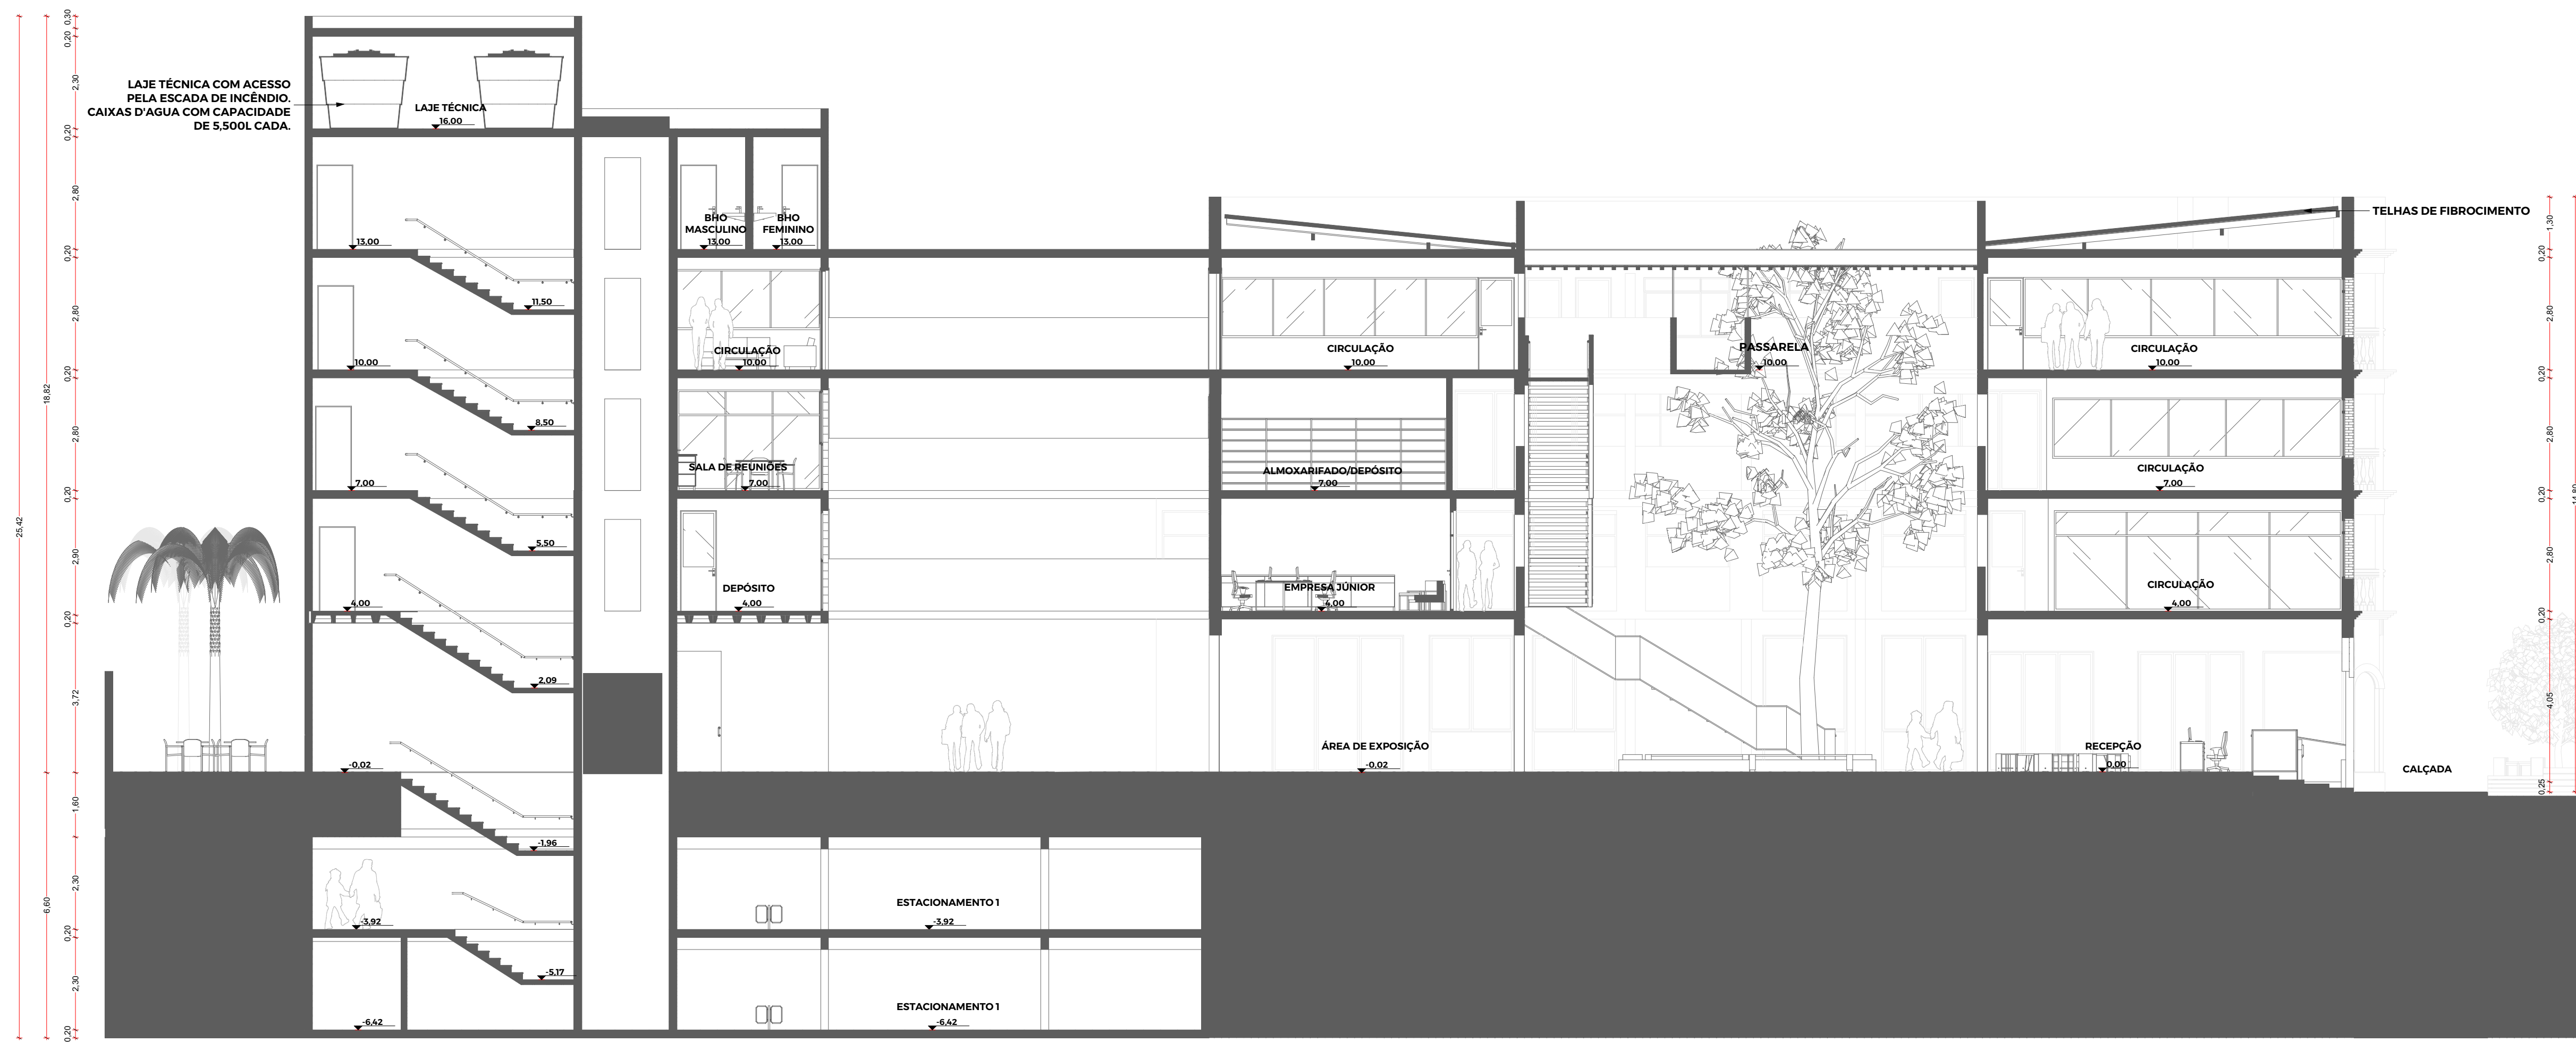 0,30
0,20
2,30
0,20
2,80
0,20
2,80
0,20
2,80
0,20
2,90
0,20
3,72
1,60
2,30
0,20
2,30
0,20
18,82
6,60
25,42
LAJE TÉCNICA COM ACESSO
PELA ESCADA DE INCÊNDIO.
CAIXAS D'AGUA COM CAPACIDADE
DE 5,500L CADA.
LAJE TÉCNICA
16,00
13,00
11,50
10,00
8,50
7,00
5,50
4,00
2,09
-0,02
-1,96
-3,92
-5,17
-6,42
BHO
MASCULINO
13,00
BHO
FEMININO
13,00
CIRCULAÇÃO
10,00
SALA DE REUNIÕES
7,00
DEPÓSITO
4,00
ESTACIONAMENTO 1
-3,92
ESTACIONAMENTO 1
-6,42
CIRCULAÇÃO
10,00
ALMOXARIFADO/DEPÓSITO
7,00
EMPRESA JÚNIOR
4,00
ÁREA DE EXPOSIÇÃO
-0,02
PASSARELA
10,00
CIRCULAÇÃO
10,00
CIRCULAÇÃO
7,00
CIRCULAÇÃO
4,00
RECEPÇÃO
0,00
TELHAS DE FIBROCIMENTO
CALÇADA
1,30
0,20
2,80
0,20
2,80
0,20
2,80
0,20
4,05
0,25